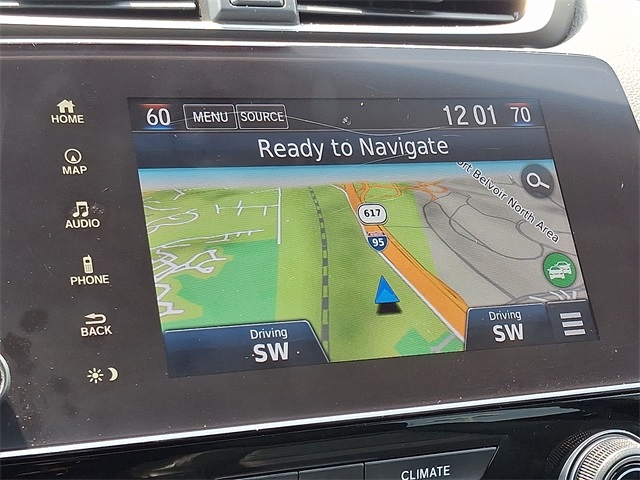 60 MENU SOURCE 12 01 70
Ready to Navigate
HOME
MAP
AUDIO
PHONE
BACK
Belvoir North Area
617
95
Driving
SW
Driving
SW
CLIMATE